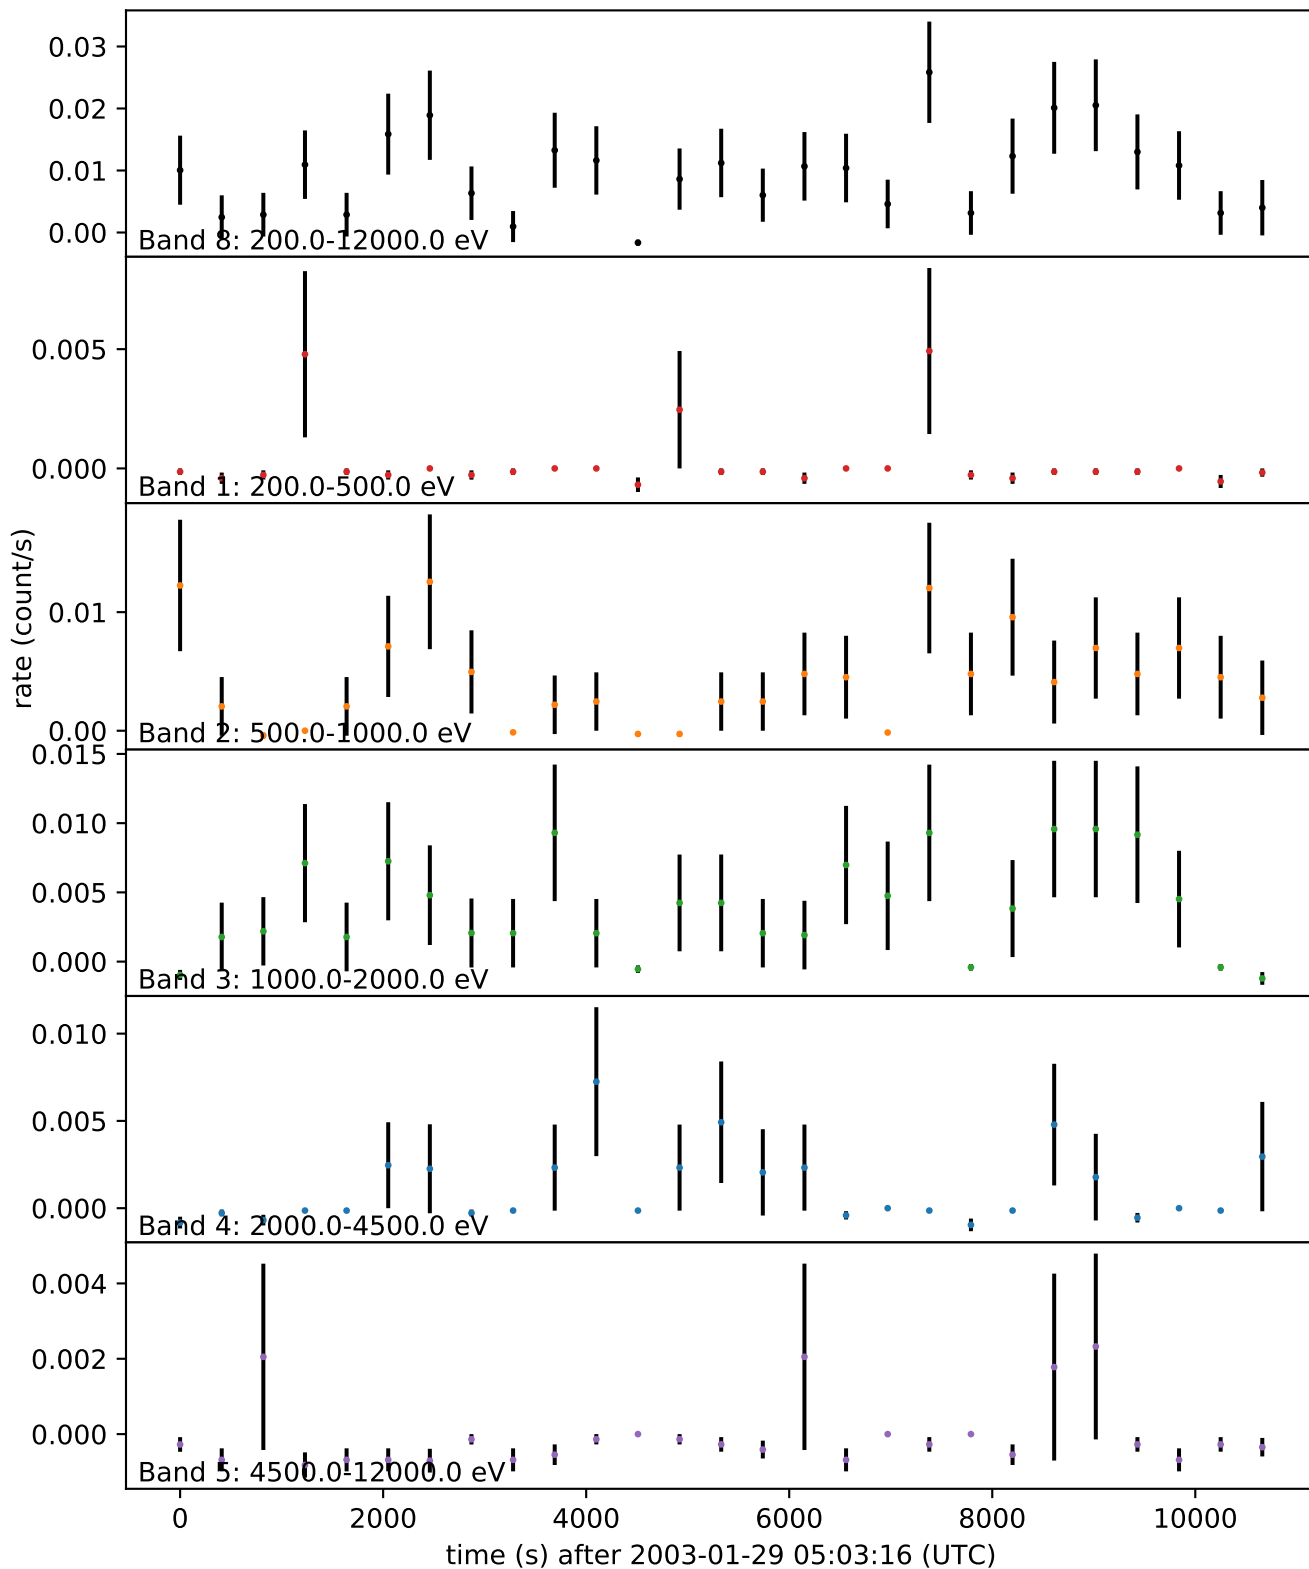 0.03
0.02
0.01
0.00
Band 8: 200.0-12000.0 eV
0.005
0.000
Band 1: 200.0-500.0 eV
rate (count/s)
0.01
0.00
Band 2: 500.0-1000.0 eV
0.015
0.010
0.005
0.000
Band 3: 1000.0-2000.0 eV
0.010
0.005
0.000
Band 4: 2000.0-4500.0 eV
0.004
0.002
0.000
Band 5: 4500.0-12000.0 eV
0 2000 4000 6000 8000 10000
time (s) after 2003-01-29 05:03:16 (UTC)